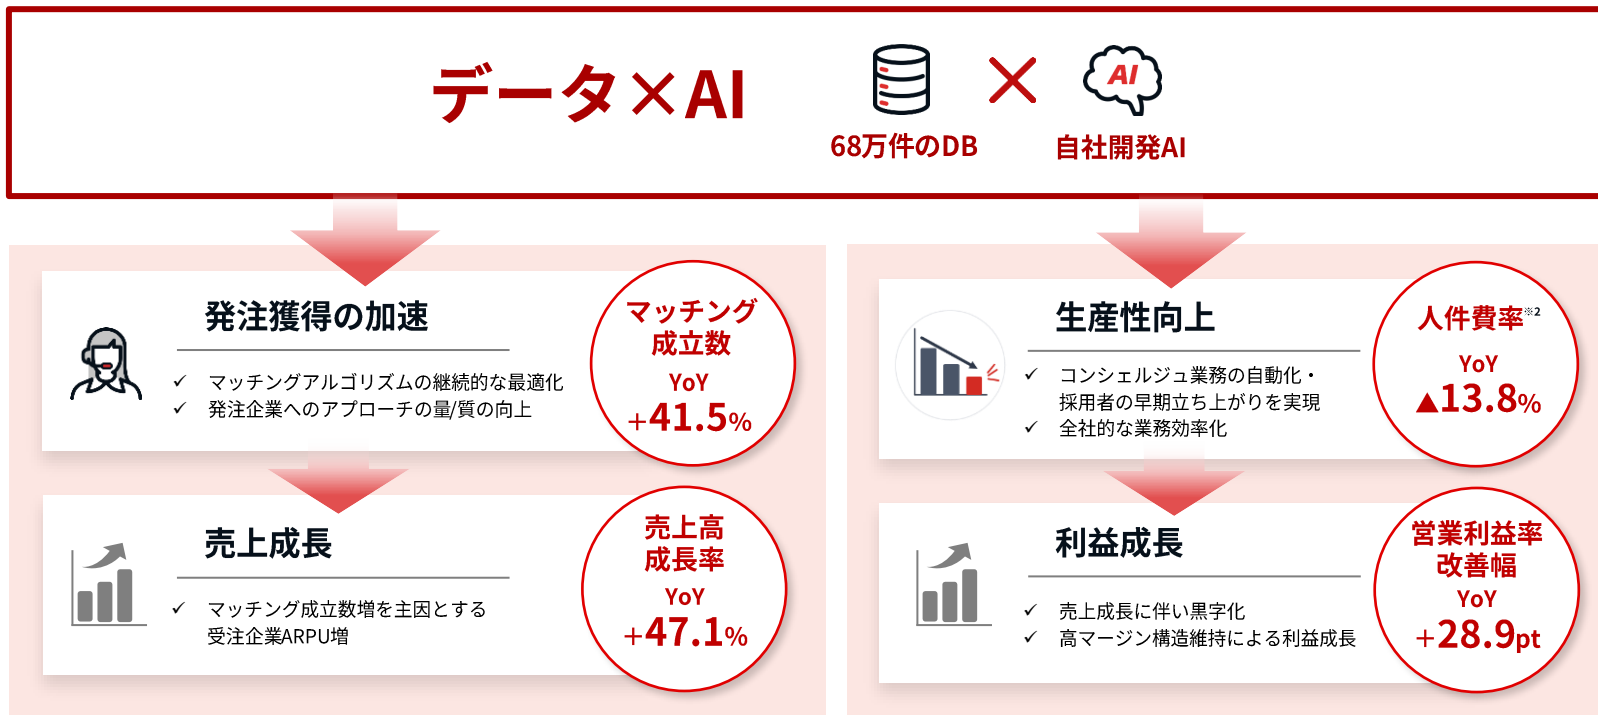 データ×AI
AI
68万件のDB
自社開発AI
発注獲得の加速
マッチングアルゴリズムの継続的な最適化
発注企業へのアプローチの量/質の向上
マッチング
成立数
YoY
+41.5%
売上成長
マッチング成立数増を主因とする
受注企業ARPU増
売上高
成長率
YoY
+47.1%
生産性向上
コンシェルジュ業務の自動化・
採用者の早期立ち上がりを実現
全社的な業務効率化
人件費率※2
YoY
▲13.8%
利益成長
売上成長に伴い黒字化
高マージン構造維持による利益成長
営業利益率
改善幅
YoY
+28.9pt